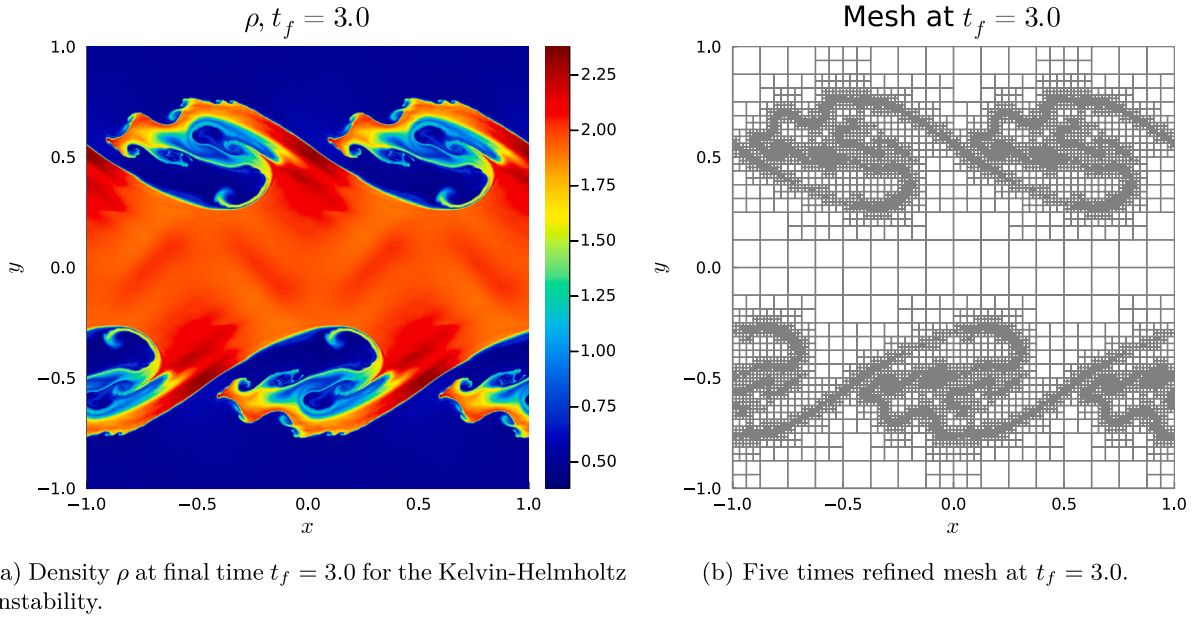 ρ, t_f = 3.0
1.0
0.5
0.0
−0.5
−1.0
y
−1.0 −0.5 0.0 0.5 1.0
x
2.25
2.00
1.75
1.50
1.25
1.00
0.75
0.50
Mesh at t_f = 3.0
1.0
0.5
0.0
−0.5
−1.0
y
−1.0 −0.5 0.0 0.5 1.0
x
a) Density ρ at final time t_f = 3.0 for the Kelvin-Helmholtz
nstability.
(b) Five times refined mesh at t_f = 3.0.